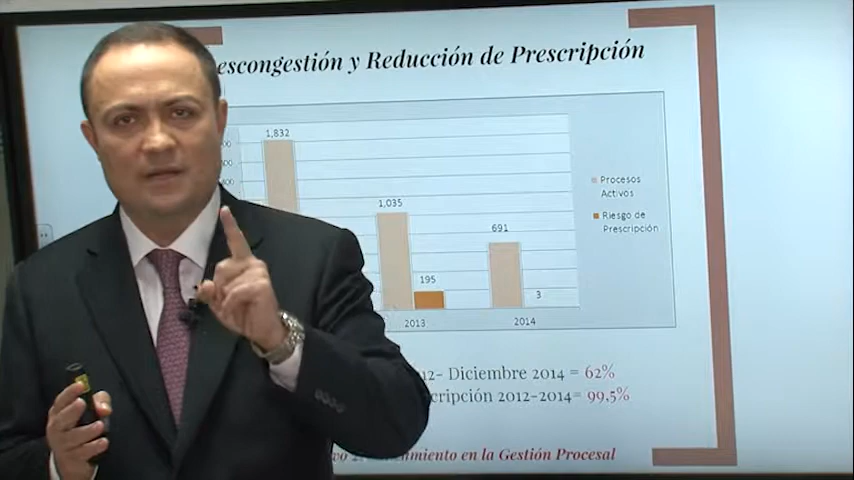 escongestión y Reducción de Prescripción
1,832
1,035
691
195
3
2013
2014
Procesos
Activos
Riesgo de
Prescripción
12- Diciembre 2014 = 62%
cripción 2012-2014= 99,5%
en la Gestión Procesal